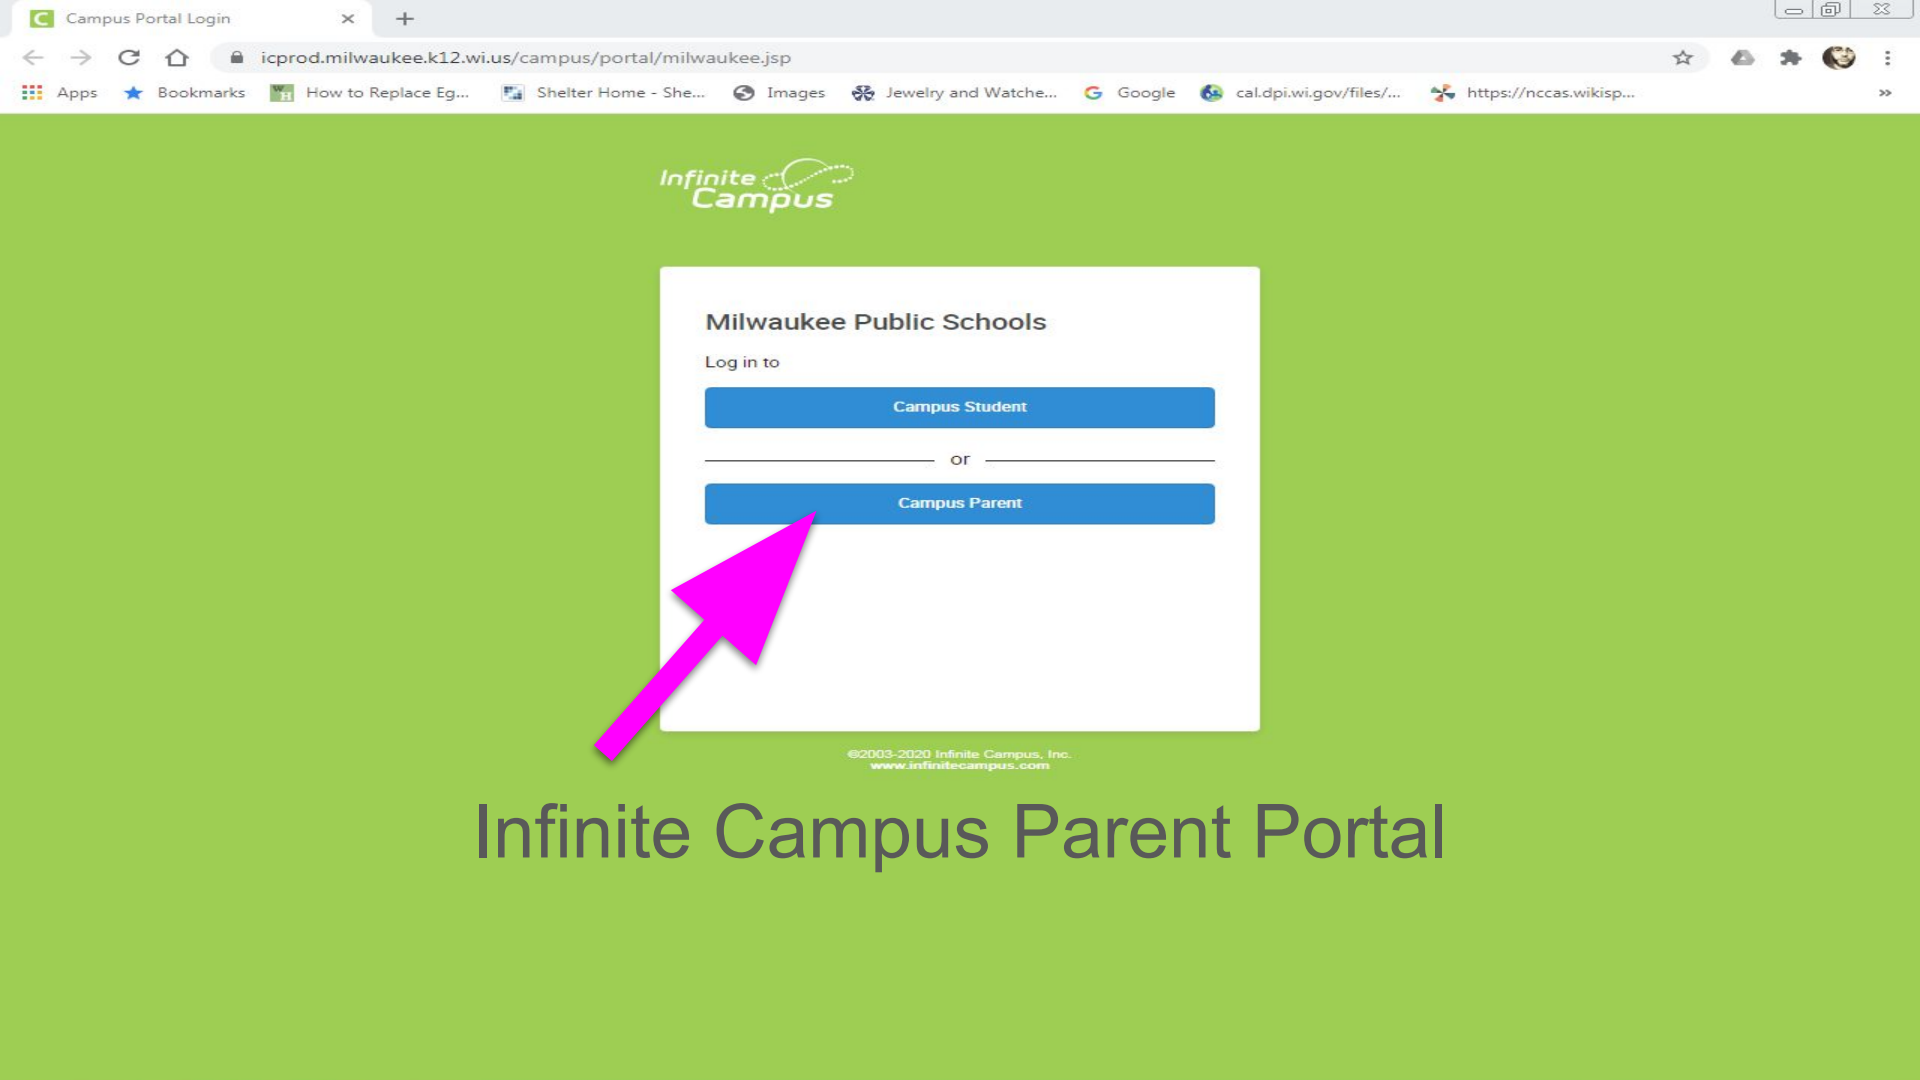 Campus Portal Login
icprod.milwaukee.k12.wi.us/campus/portal/milwaukee.jsp
Apps Bookmarks How to Replace Eg... Shelter Home - She... Images Jewelry and Watche... Google cal.dpi.wi.gov/files/... https://nccas.wikisp... »
Infinite
Campus
Milwaukee Public Schools
Log in to
Campus Student
or
Campus Parent
©2003-2020 Infinite Campus, Inc.
www.infinitecampus.com
Infinite Campus Parent Portal